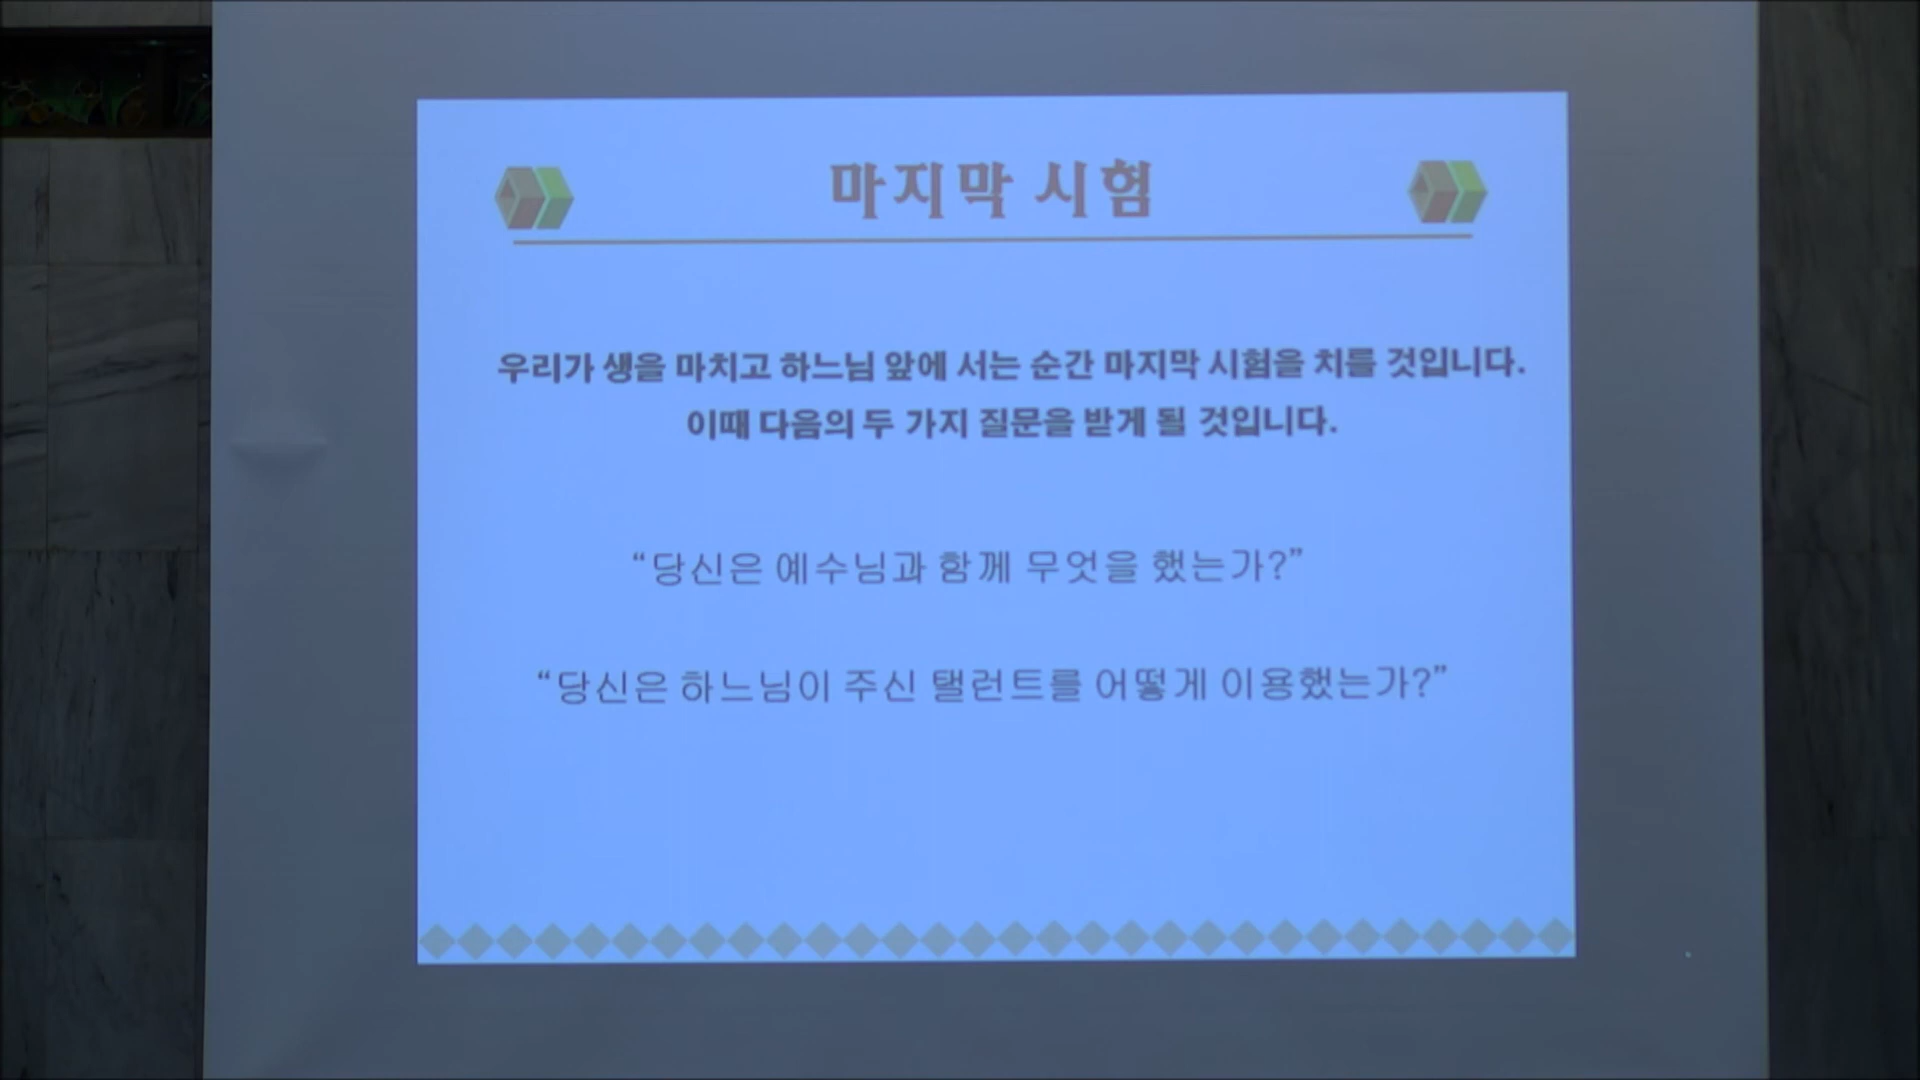 마지막 시험
우리가 생을 마치고 하느님 앞에 서는 순간 마지막 시험을 치를 것입니다.
이때 다음의 두 가지 질문을 받게 될 것입니다.
“당신은 예수님과 함께 무엇을 했는가?”
“당신은 하느님이 주신 탤런트를 어떻게 이용했는가?”